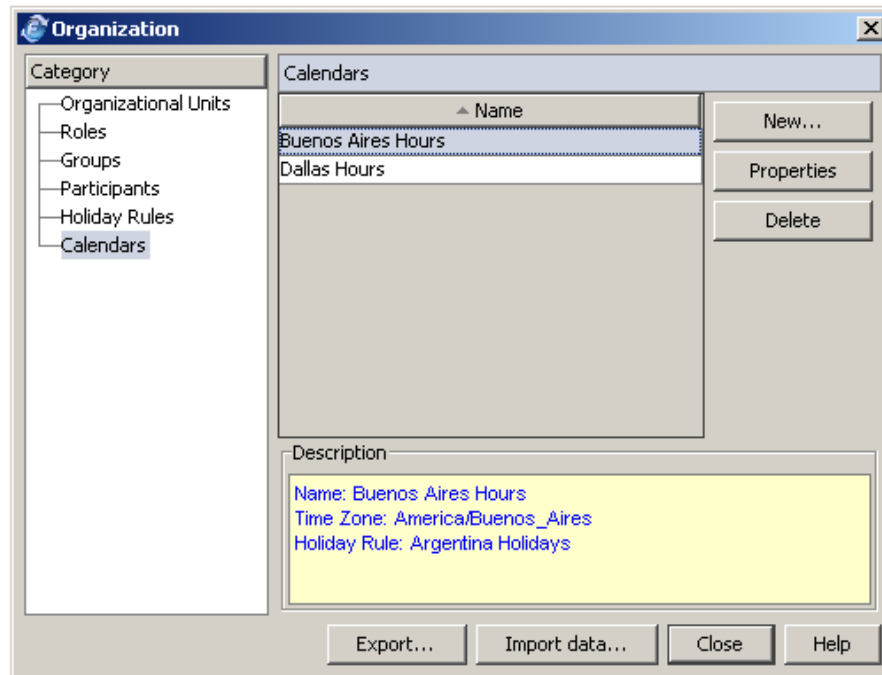 Organization
Category
Organizational Units
Roles
Groups
Participants
Holiday Rules
Calendars
Calendars
Name
Buenos Aires Hours
Dallas Hours
New...
Properties
Delete
Description
Name: Buenos Aires Hours
Time Zone: America/Buenos_Aires
Holiday Rule: Argentina Holidays
Export...
Import data...
Close
Help